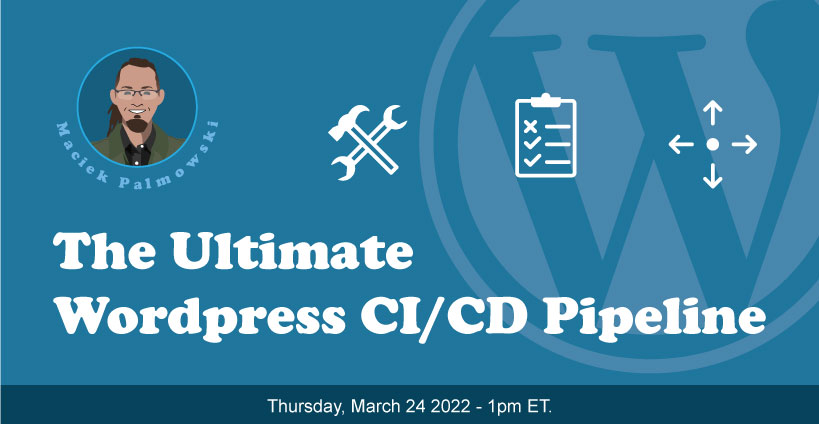 Maciek Palmowski
The Ultimate
Wordpress CI/CD Pipeline
Thursday, March 24 2022 - 1pm ET.